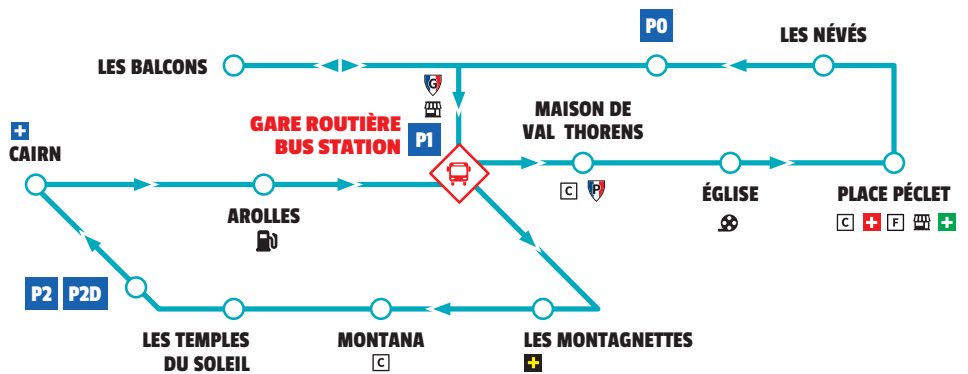 P0
LES NÉVÉS
LES BALCONS
G
MAISON DE
VAL THORENS
GARE ROUTIÈRE
BUS STATION
P1
CAIRN
C
P
ÉGLISE
PLACE PÉCLET
C
F
AROLLES
P2
P2D
LES TEMPLES
DU SOLEIL
MONTANA
C
LES MONTAGNETTES